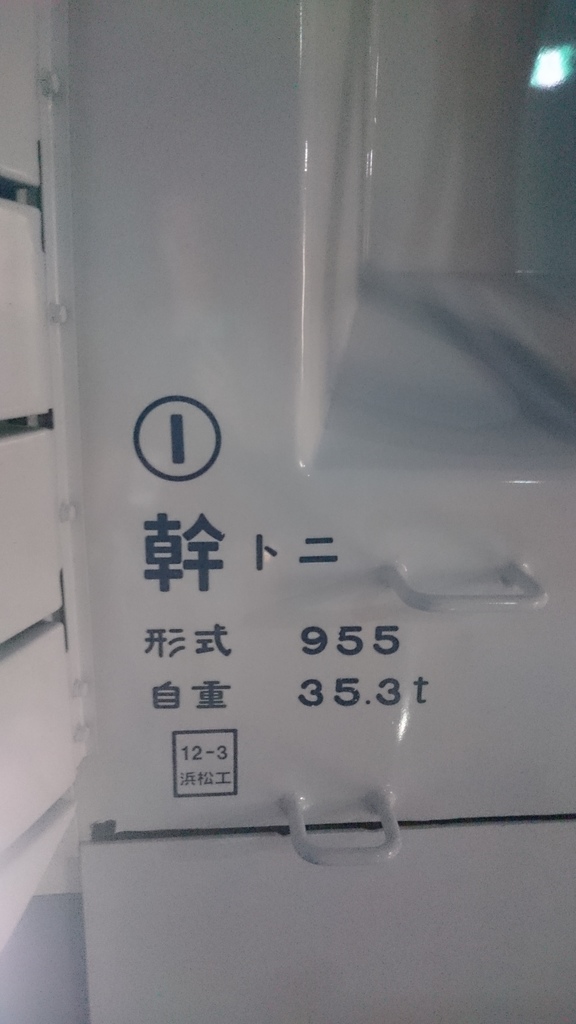 ①
幹トニ
形式 955
自重 35.3t
12-3
浜松工